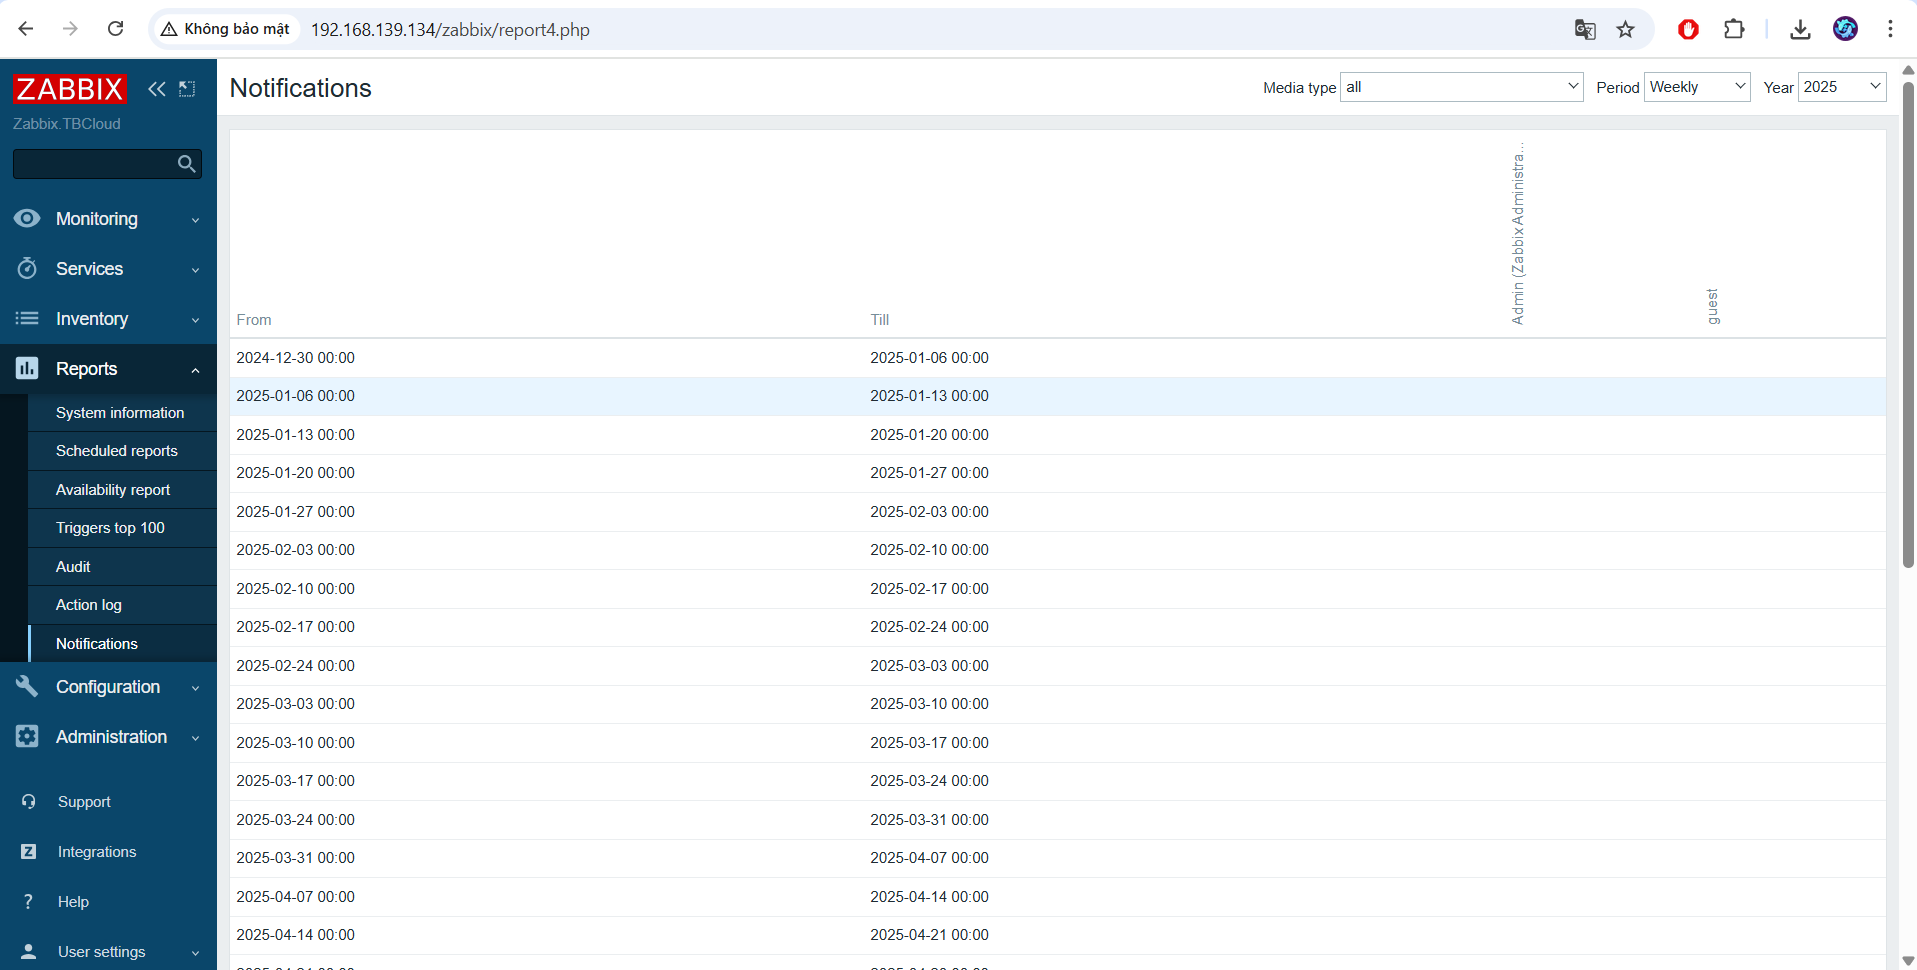 Không bảo mật 192.168.139.134/zabbix/report4.php
ZABBIX
Zabbix.TBCloud
Monitoring
Services
Inventory
Reports
System information
Scheduled reports
Availability report
Triggers top 100
Audit
Action log
Notifications
Configuration
Administration
Support
Integrations
Help
User settings
Notifications
Media type all Period Weekly Year 2025
From Till Admin (Zabbix Administra... guest
2024-12-30 00:00 2025-01-06 00:00
2025-01-06 00:00 2025-01-13 00:00
2025-01-13 00:00 2025-01-20 00:00
2025-01-20 00:00 2025-01-27 00:00
2025-01-27 00:00 2025-02-03 00:00
2025-02-03 00:00 2025-02-10 00:00
2025-02-10 00:00 2025-02-17 00:00
2025-02-17 00:00 2025-02-24 00:00
2025-02-24 00:00 2025-03-03 00:00
2025-03-03 00:00 2025-03-10 00:00
2025-03-10 00:00 2025-03-17 00:00
2025-03-17 00:00 2025-03-24 00:00
2025-03-24 00:00 2025-03-31 00:00
2025-03-31 00:00 2025-04-07 00:00
2025-04-07 00:00 2025-04-14 00:00
2025-04-14 00:00 2025-04-21 00:00